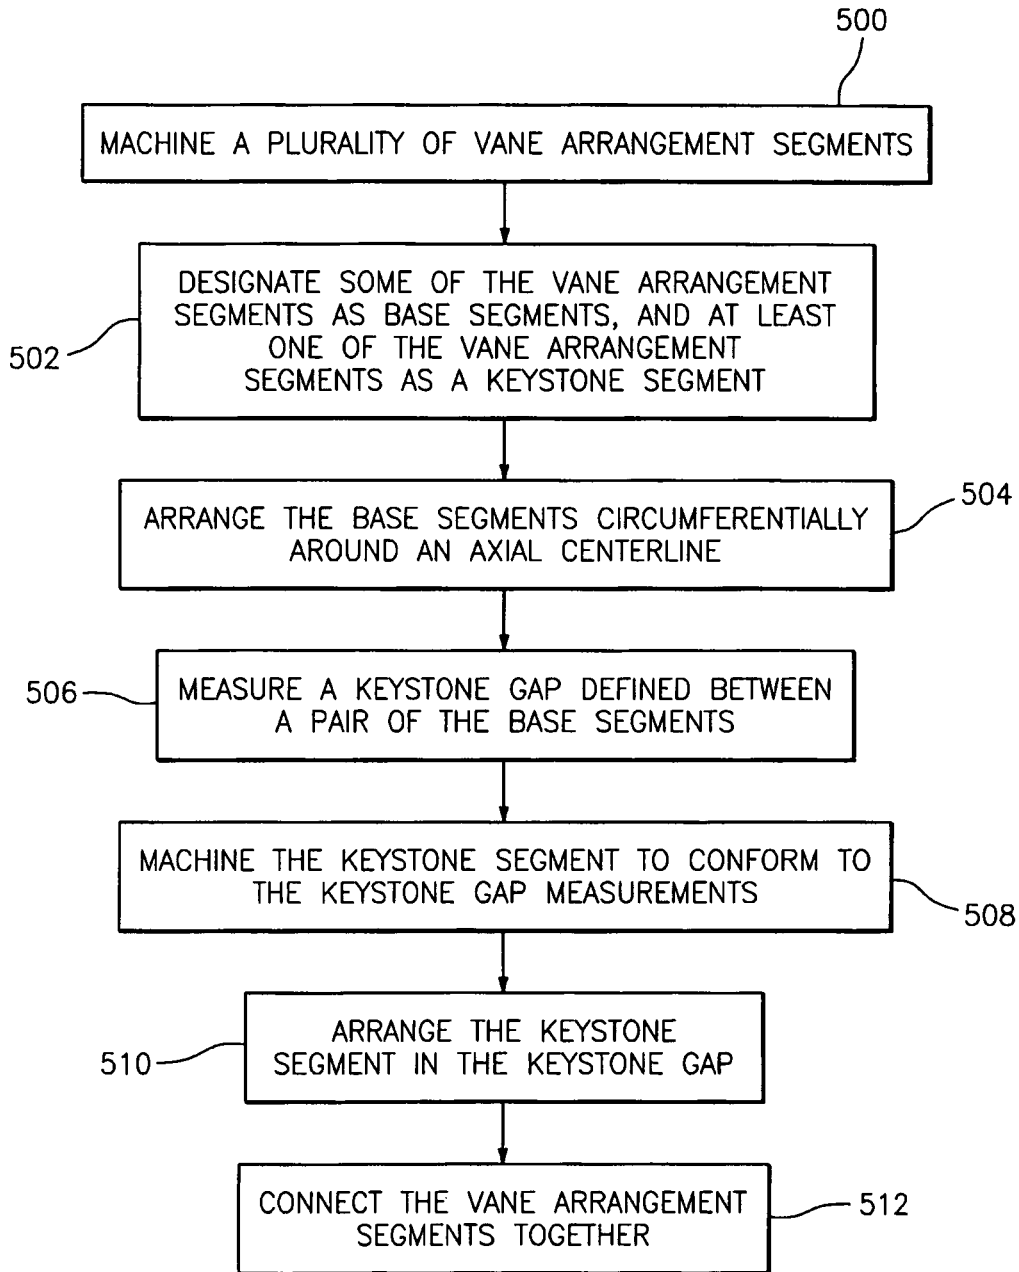 500
MACHINE A PLURALITY OF VANE ARRANGEMENT SEGMENTS
DESIGNATE SOME OF THE VANE ARRANGEMENT
SEGMENTS AS BASE SEGMENTS, AND AT LEAST
ONE OF THE VANE ARRANGEMENT
SEGMENTS AS A KEYSTONE SEGMENT
502
504
ARRANGE THE BASE SEGMENTS CIRCUMFERENTIALLY
AROUND AN AXIAL CENTERLINE
506
MEASURE A KEYSTONE GAP DEFINED BETWEEN
A PAIR OF THE BASE SEGMENTS
MACHINE THE KEYSTONE SEGMENT TO CONFORM TO
THE KEYSTONE GAP MEASUREMENTS
508
ARRANGE THE KEYSTONE
SEGMENT IN THE KEYSTONE GAP
510
CONNECT THE VANE ARRANGEMENT
SEGMENTS TOGETHER
512